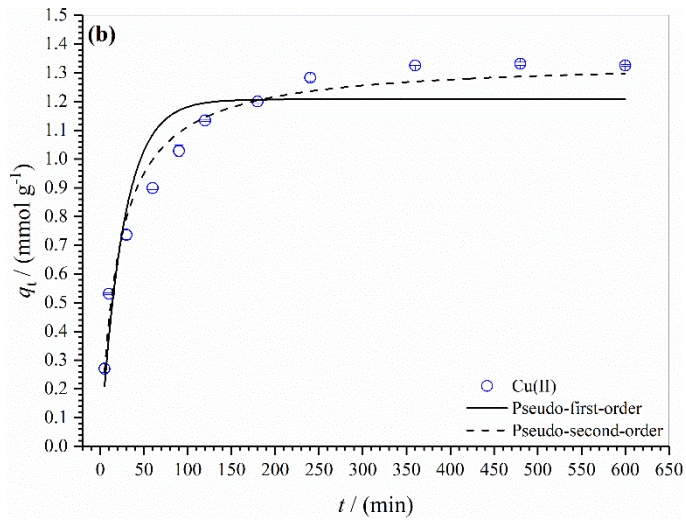 (b)
1.5
1.4
1.3
1.2
1.1
1.0
0.9
0.8
0.7
0.6
0.5
0.4
0.3
0.2
0.1
0.0
qt / (mmol g-1)
Cu(II)
Pseudo-first-order
Pseudo-second-order
0 50 100 150 200 250 300 350 400 450 500 550 600 650
t / (min)